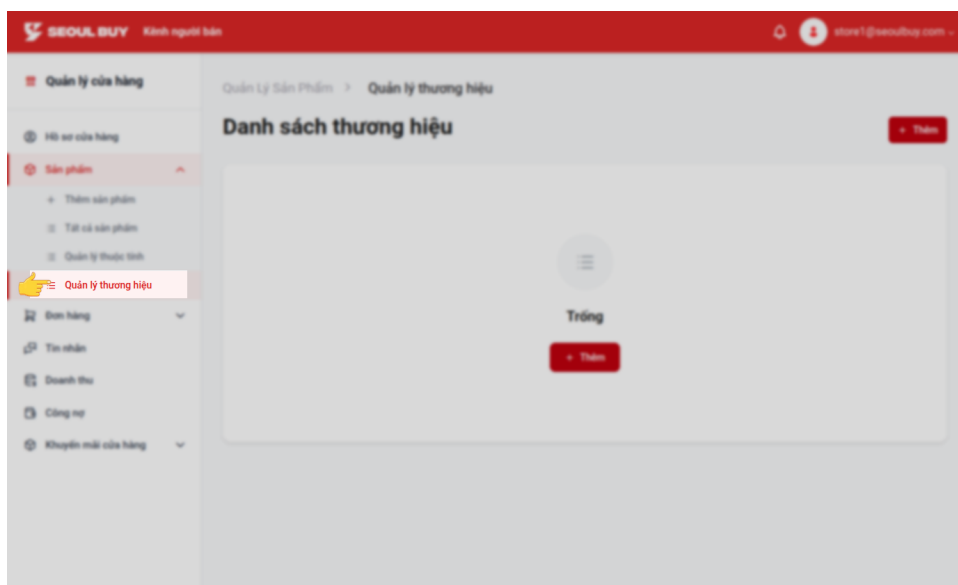 SEOUL BUY Kênh người bán
store1@seoulbuy.com
Quản lý cửa hàng
Quản Lý Sản Phẩm > Quản lý thương hiệu
Danh sách thương hiệu
+ Thêm
Hồ sơ cửa hàng
Sản phẩm
+ Thêm sản phẩm
Tất cả sản phẩm
Quản lý thuộc tính
Quản lý thương hiệu
Đơn hàng
Tin nhắn
Doanh thu
Công nợ
Khuyến mãi cửa hàng
Trống
+ Thêm